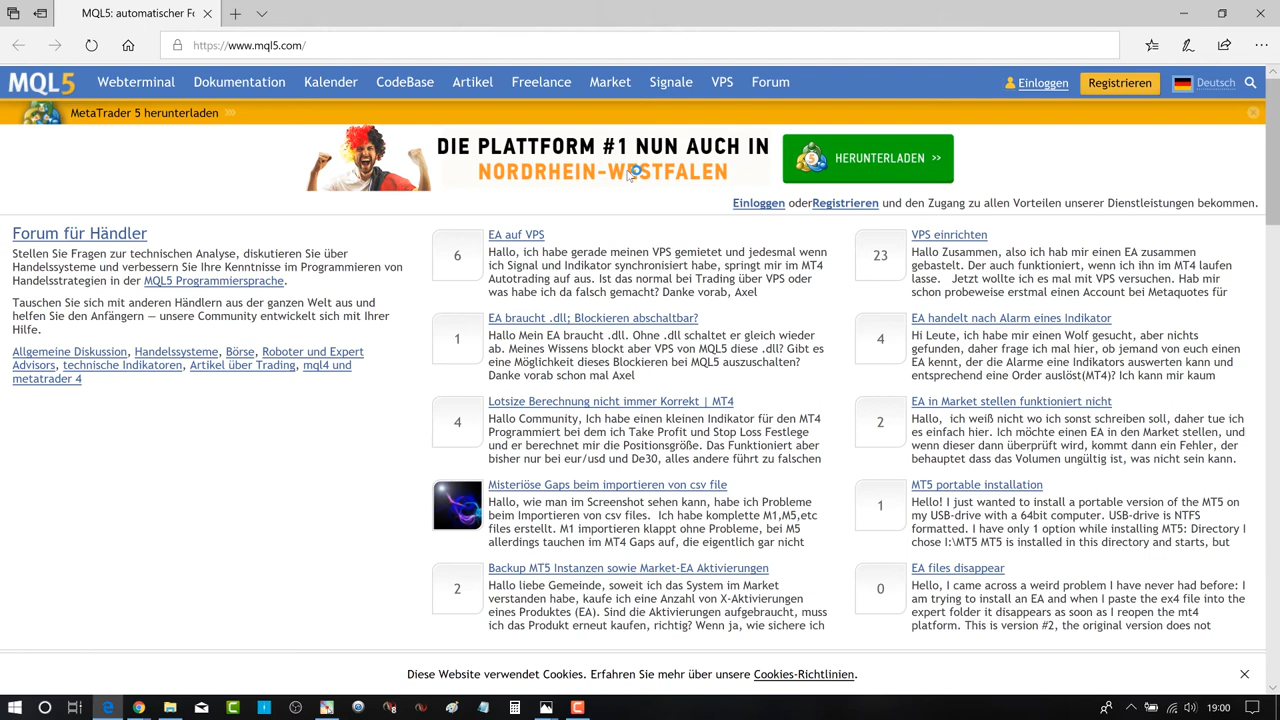 MQL5: automatischer Fo
https://www.mql5.com/
MQL5 Webterminal Dokumentation Kalender CodeBase Artikel Freelance Market Signale VPS Forum Einloggen Registrieren Deutsch
MetaTrader 5 herunterladen
DIE PLATTFORM #1 NUN AUCH IN
NORDRHEIN-WESTFALEN
HERUNTERLADEN >>
Einloggen oderRegistrieren und den Zugang zu allen Vorteilen unserer Dienstleistungen bekommen.
Forum für Händler
Stellen Sie Fragen zur technischen Analyse, diskutieren Sie über
Handelssysteme und verbessern Sie Ihre Kenntnisse im Programmieren von
Handelsstrategien in der MQL5 Programmiersprache.
Tauschen Sie sich mit anderen Händlern aus der ganzen Welt aus und
helfen Sie den Anfängern — unsere Community entwickelt sich mit Ihrer
Hilfe.
Allgemeine Diskussion, Handelssysteme, Börse, Roboter und Expert
Advisors, technische Indikatoren, Artikel über Trading, mql4 und
metatrader 4
6
EA auf VPS
Hallo, ich habe gerade meinen VPS gemietet und jedesmal wenn
ich Signal und Indikator synchronisiert habe, springt mir im MT4
Autotrading auf aus. Ist das normal bei Trading über VPS oder
was habe ich da falsch gemacht? Danke vorab, Axel
1
EA braucht .dll; Blockieren abschaltbar?
Hallo Mein EA braucht .dll. Ohne .dll schaltet er gleich wieder
ab. Meines Wissens blockt aber VPS von MQL5 diese .dll? Gibt es
eine Möglichkeit dieses Blockieren bei MQL5 auszuschalten?
Danke vorab schon mal Axel
4
Lotsize Berechnung nicht immer Korrekt | MT4
Hallo Community, Ich habe einen kleinen Indikator für den MT4
Programmiert bei dem ich Take Profit und Stop Loss Festlege
und er berechnet mir die Positionsgröße. Das Funktioniert aber
bisher nur bei eur/usd und De30, alles andere führt zu falschen
Misteriöse Gaps beim importieren von csv file
Hallo, wie man im Screenshot sehen kann, habe ich Probleme
beim Importieren von csv files. Ich habe komplette M1,M5,etc
files erstellt. M1 importieren klappt ohne Probleme, bei M5
allerdings tauchen im MT4 Gaps auf, die eigentlich gar nicht
2
Backup MT5 Instanzen sowie Market-EA Aktivierungen
Hallo liebe Gemeinde, soweit ich das System im Market
verstanden habe, kaufe ich eine Anzahl von X-Aktivierungen
eines Produktes (EA). Sind die Aktivierungen aufgebraucht, muss
ich das Produkt erneut kaufen, richtig? Wenn ja, wie sichere ich
23
VPS einrichten
Hallo Zusammen, also ich hab mir einen EA zusammen
gebastelt. Der auch funktioniert, wenn ich ihn im MT4 laufen
lasse. Jetzt wollte ich es mal mit VPS versuchen. Hab mir
schon probeweise erstmal einen Account bei Metaquotes für
4
EA handelt nach Alarm eines Indikator
Hi Leute, ich habe mir einen Wolf gesucht, aber nichts
gefunden, daher frage ich mal hier, ob jemand von euch einen
EA kennt, der die Alarme eines Indikators auswerten kann und
entsprechend eine Order auslöst(MT4)? Ich kann mir kaum
2
EA in Market stellen funktioniert nicht
Hallo, ich weiß nicht wo ich sonst schreiben soll, daher tue ich
es einfach hier. Ich möchte einen EA in den Market stellen, und
wenn dieser dann überprüft wird, kommt dann ein Fehler, der
behauptet dass das Volumen ungültig ist, was nicht sein kann.
1
MT5 portable installation
Hello! I just wanted to install a portable version of the MT5 on
my USB-drive with a 64bit computer. USB-drive is NTFS
formatted. I have only 1 option while installing MT5: Directory I
chose I:\MT5 MT5 is installed in this directory and starts, but
0
EA files disappear
Hello, I came across a weird problem I have never had before: I
am trying to install an EA and when I paste the ex4 file into the
expert folder it disappears as soon as I reopen the mt4
platform. This is version #2, the original version does not
Diese Website verwendet Cookies. Erfahren Sie mehr über unsere Cookies-Richtlinien.
19:00